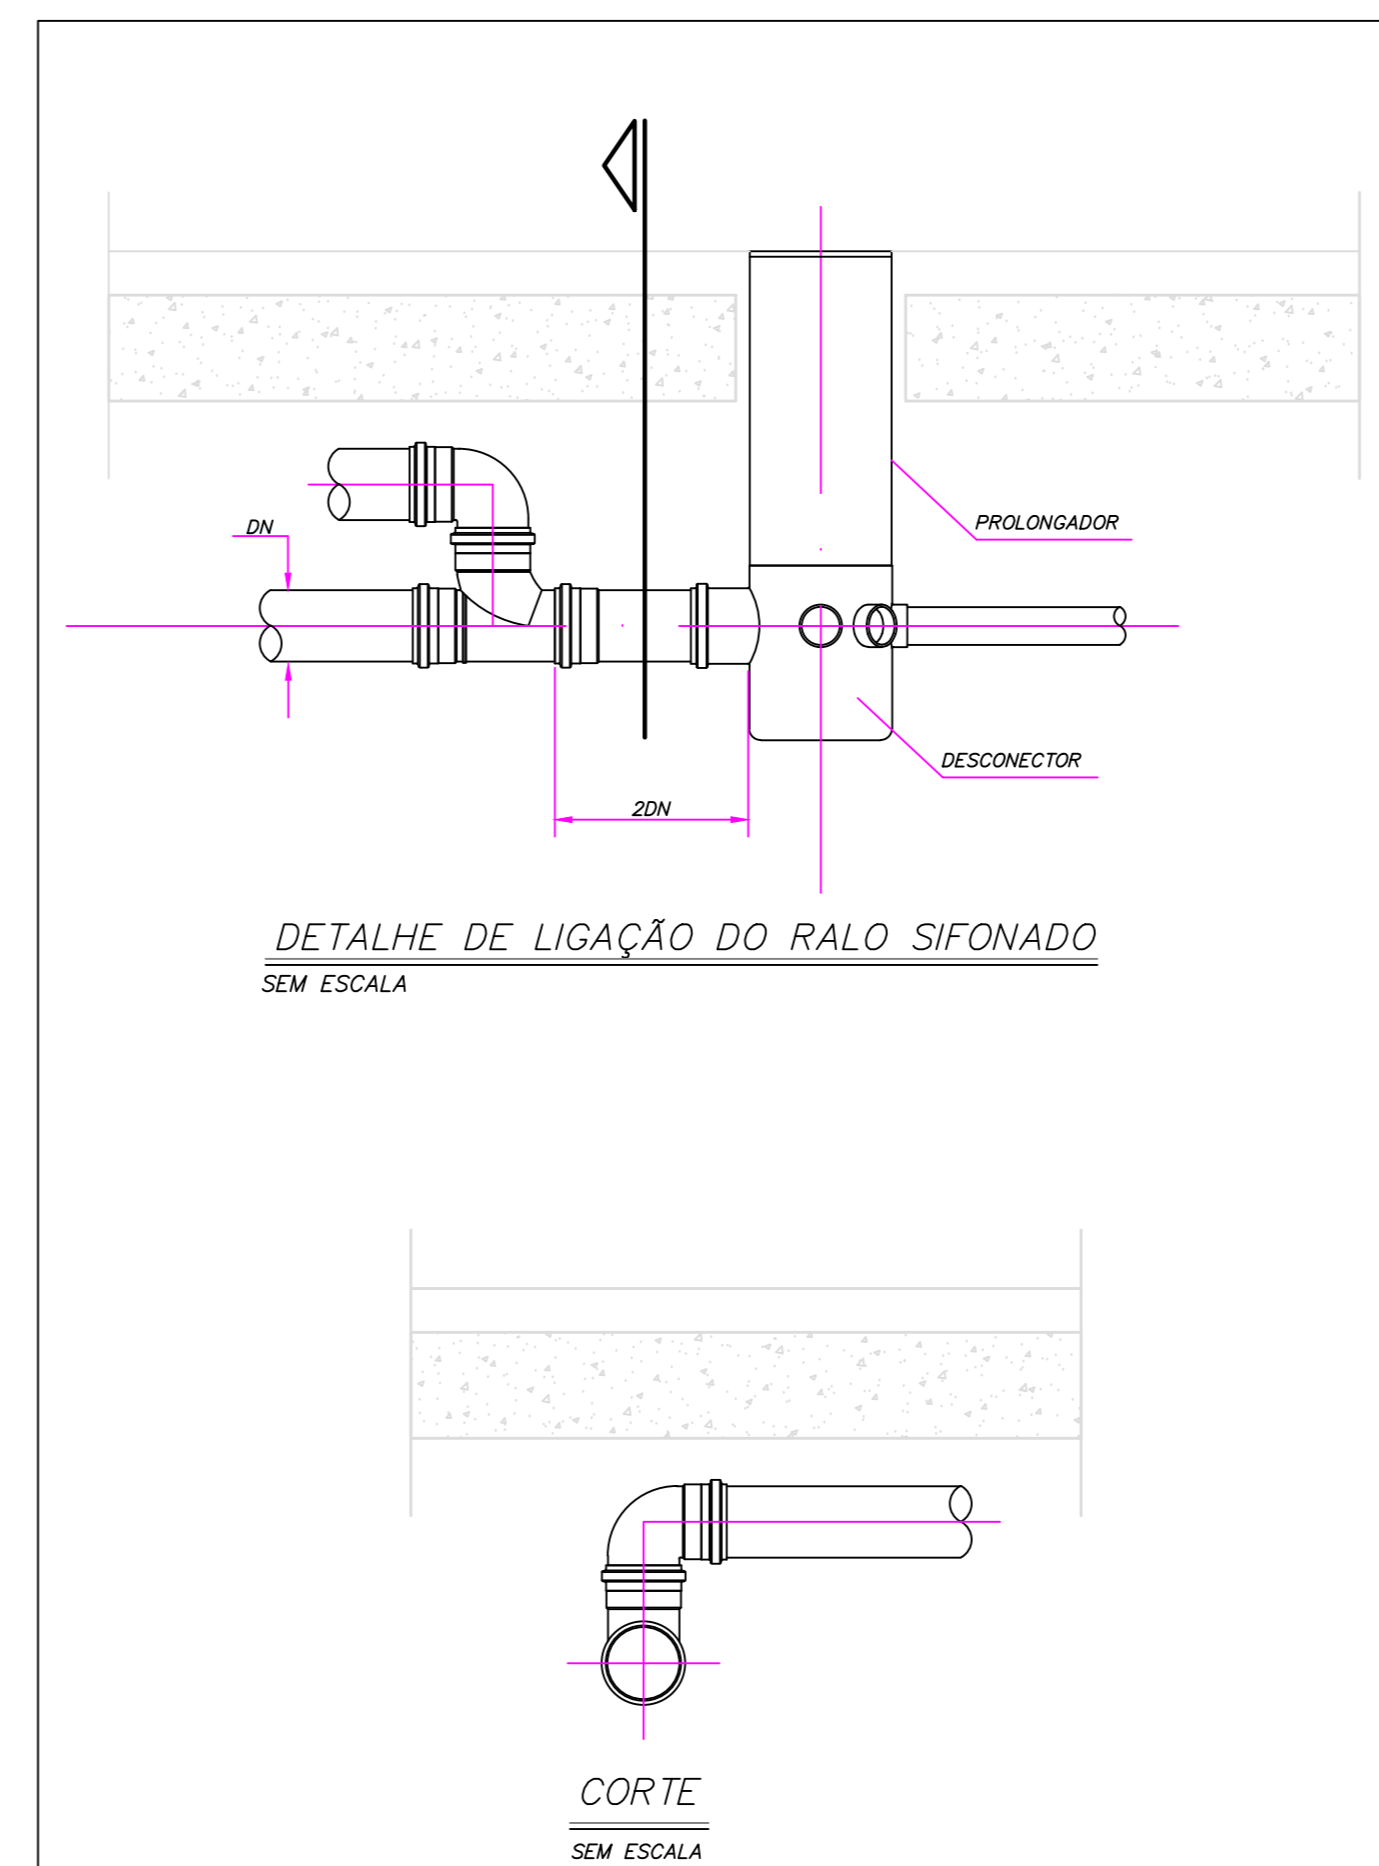 DN
PROLONGADOR
DESCONECTOR
2DN
DETALHE DE LIGAÇÃO DO RALO SIFONADO
SEM ESCALA
CORTE
SEM ESCALA